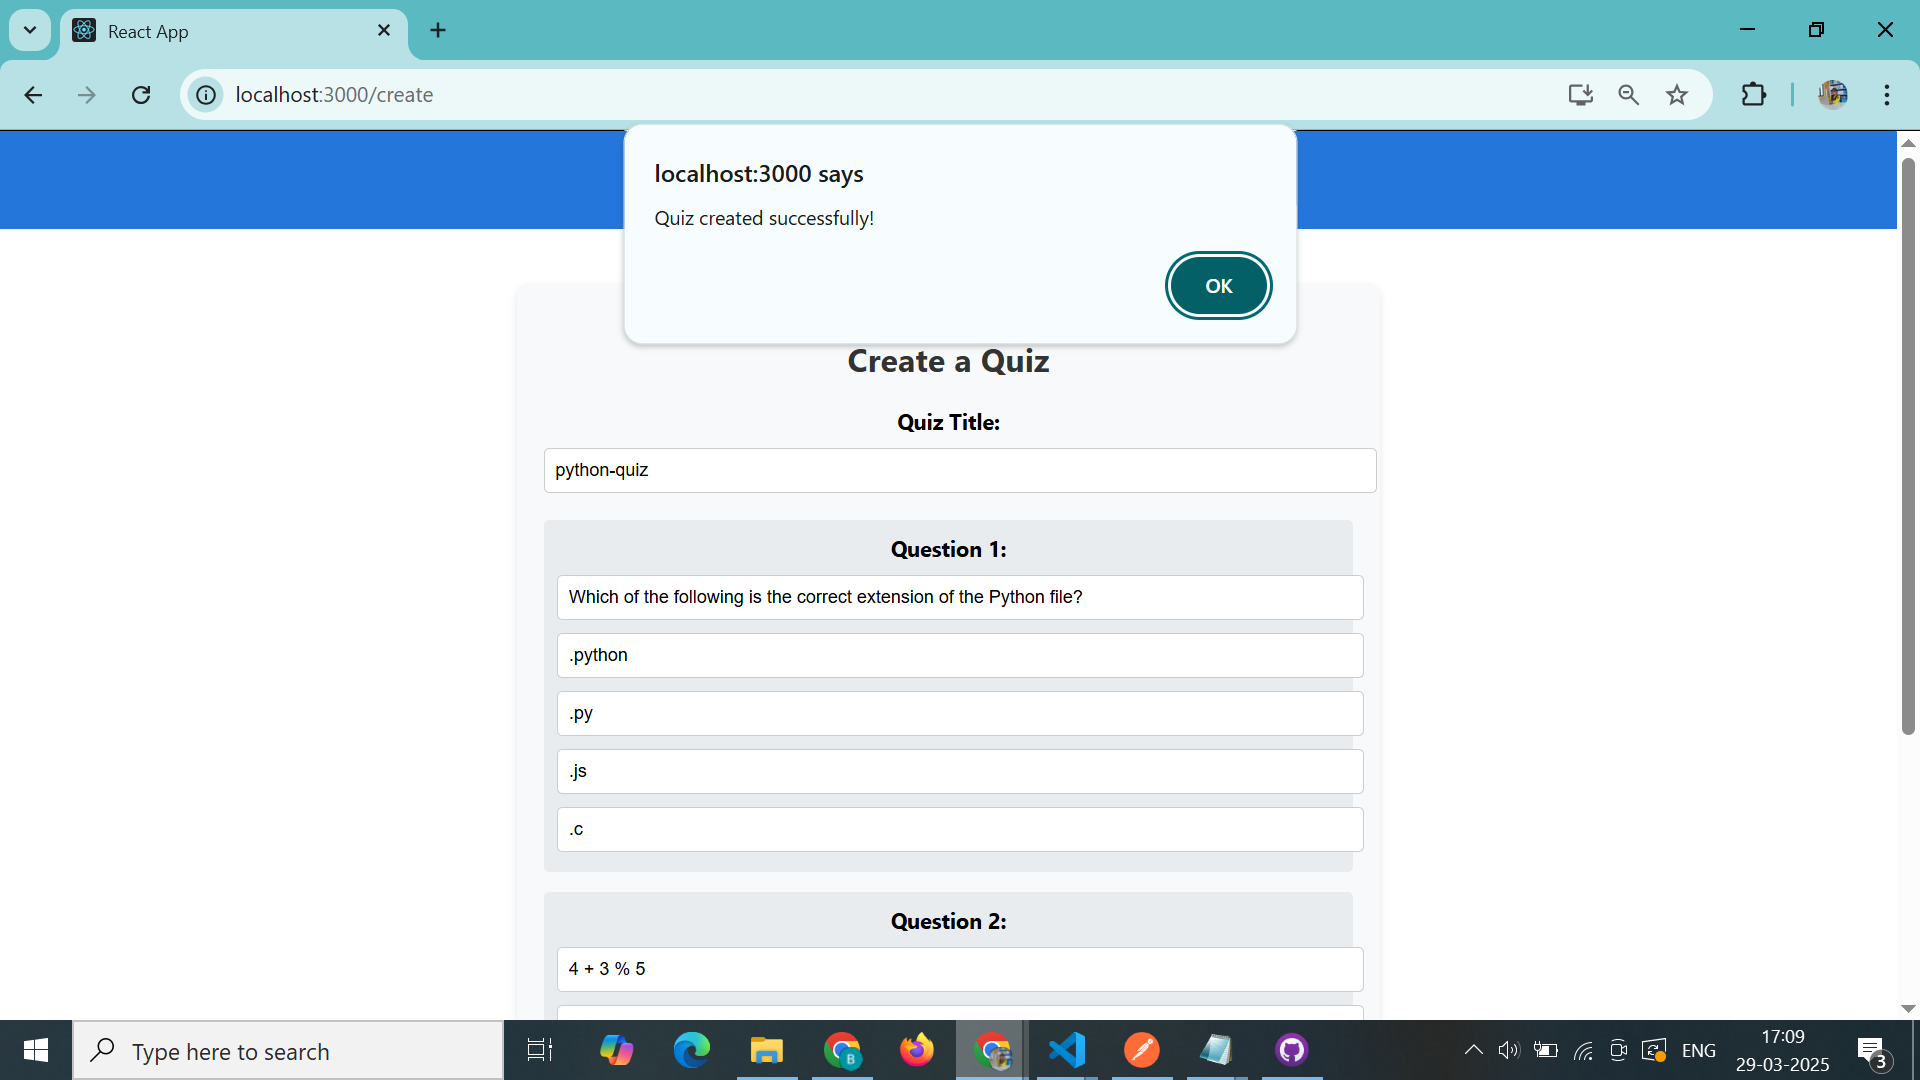 React App
localhost:3000/create
localhost:3000 says
Quiz created successfully!
OK
Create a Quiz
Quiz Title:
python-quiz
Question 1:
Which of the following is the correct extension of the Python file?
.python
.py
.js
.c
Question 2:
4 + 3 % 5
Type here to search
B
ENG
17:09
29-03-2025
3